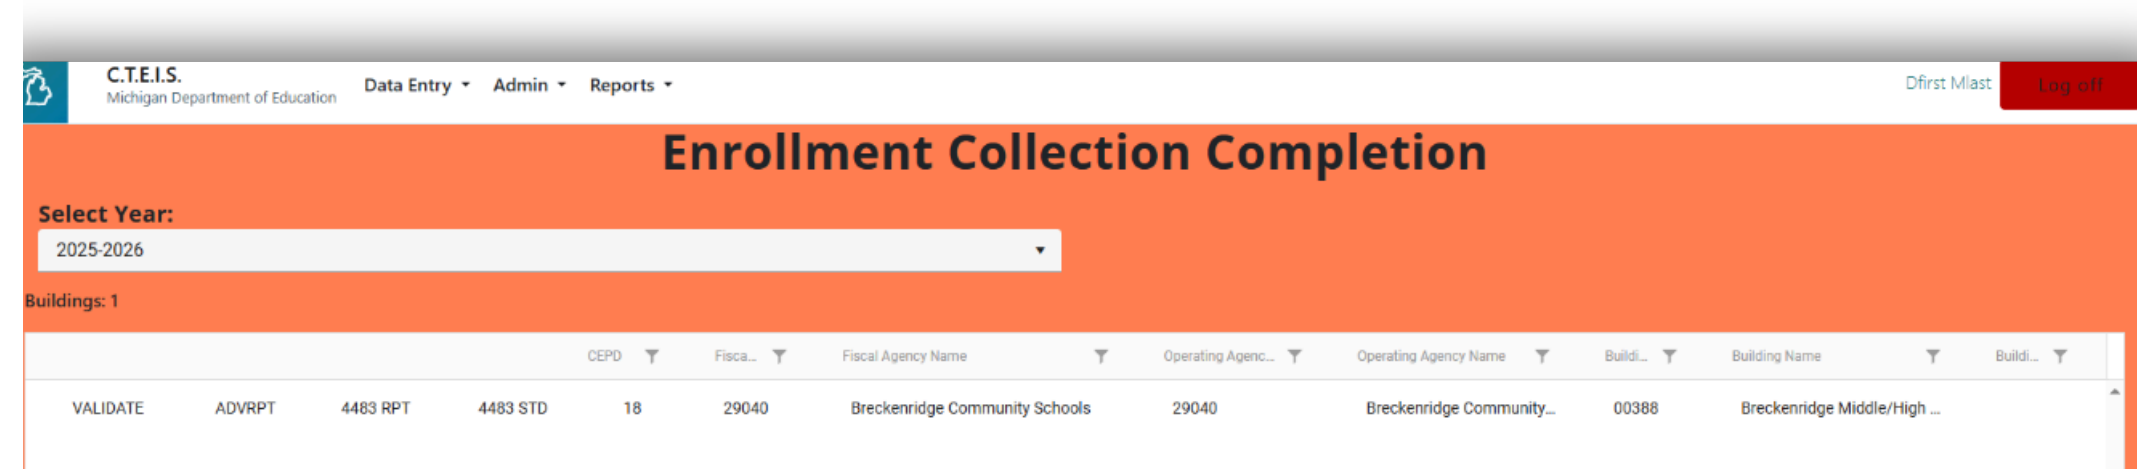 C.T.E.I.S.
Michigan Department of Education
Data Entry Admin Reports
Dfirst Mlast Log off
Enrollment Collection Completion
Select Year:
2025-2026
Buildings: 1
CEPD Fisca... Fiscal Agency Name Operating Agenc... Operating Agency Name Buildi... Building Name Buildi...
VALIDATE ADVRPT 4483 RPT 4483 STD 18 29040 Breckenridge Community Schools 29040 Breckenridge Community... 00388 Breckenridge Middle/High ...